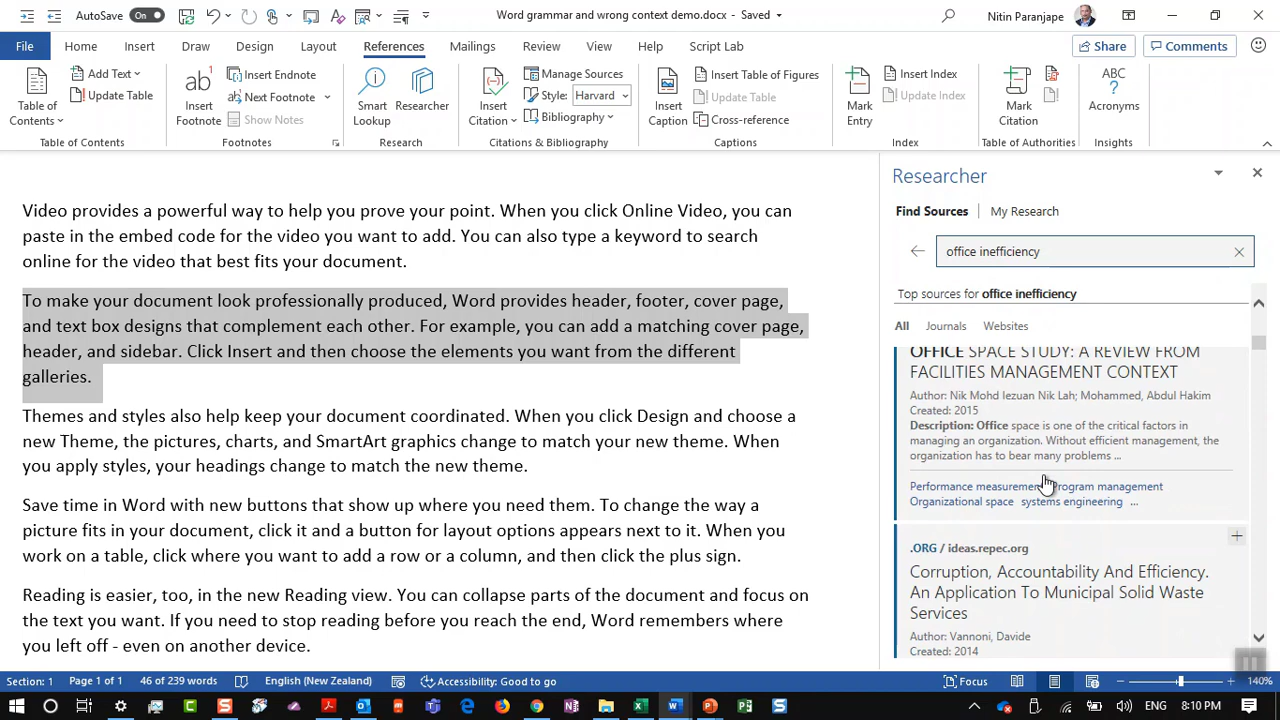 AutoSave On
Word grammar and wrong context demo.docx - Saved
Nitin Paranjape
File Home Insert Draw Design Layout References Mailings Review View Help Script Lab
Share Comments
Table of Contents
Add Text
Update Table
Table of Contents
ab1
Insert Footnote
Insert Endnote
Next Footnote
Show Notes
Footnotes
Smart Lookup
Researcher
Research
Insert Citation
Manage Sources
Style: Harvard
Bibliography
Citations & Bibliography
Insert Caption
Insert Table of Figures
Update Table
Cross-reference
Captions
Mark Entry
Insert Index
Update Index
Index
Mark Citation
Table of Authorities
ABC
Acronyms
Insights
Video provides a powerful way to help you prove your point. When you click Online Video, you can
paste in the embed code for the video you want to add. You can also type a keyword to search
online for the video that best fits your document.
To make your document look professionally produced, Word provides header, footer, cover page,
and text box designs that complement each other. For example, you can add a matching cover page,
header, and sidebar. Click Insert and then choose the elements you want from the different
galleries.
Themes and styles also help keep your document coordinated. When you click Design and choose a
new Theme, the pictures, charts, and SmartArt graphics change to match your new theme. When
you apply styles, your headings change to match the new theme.
Save time in Word with new buttons that show up where you need them. To change the way a
picture fits in your document, click it and a button for layout options appears next to it. When you
work on a table, click where you want to add a row or a column, and then click the plus sign.
Reading is easier, too, in the new Reading view. You can collapse parts of the document and focus on
the text you want. If you need to stop reading before you reach the end, Word remembers where
you left off - even on another device.
Researcher
Find Sources | My Research
office inefficiency
Top sources for office inefficiency
All Journals Websites
OFFICE SPACE STUDY: A REVIEW FROM
FACILITIES MANAGEMENT CONTEXT
Author: Nik Mohd Iezuan Nik Lah; Mohammed, Abdul Hakim
Created: 2015
Description: Office space is one of the critical factors in
managing an organization. Without efficient management, the
organization has to bear many problems ...
Performance measurement program management
Organizational space systems engineering ...
.ORG / ideas.repec.org
Corruption, Accountability And Efficiency.
An Application To Municipal Solid Waste
Services
Author: Vannoni, Davide
Created: 2014
Section: 1 Page 1 of 1 46 of 239 words English (New Zealand) Accessibility: Good to go Focus 140%
ENG 8:10 PM